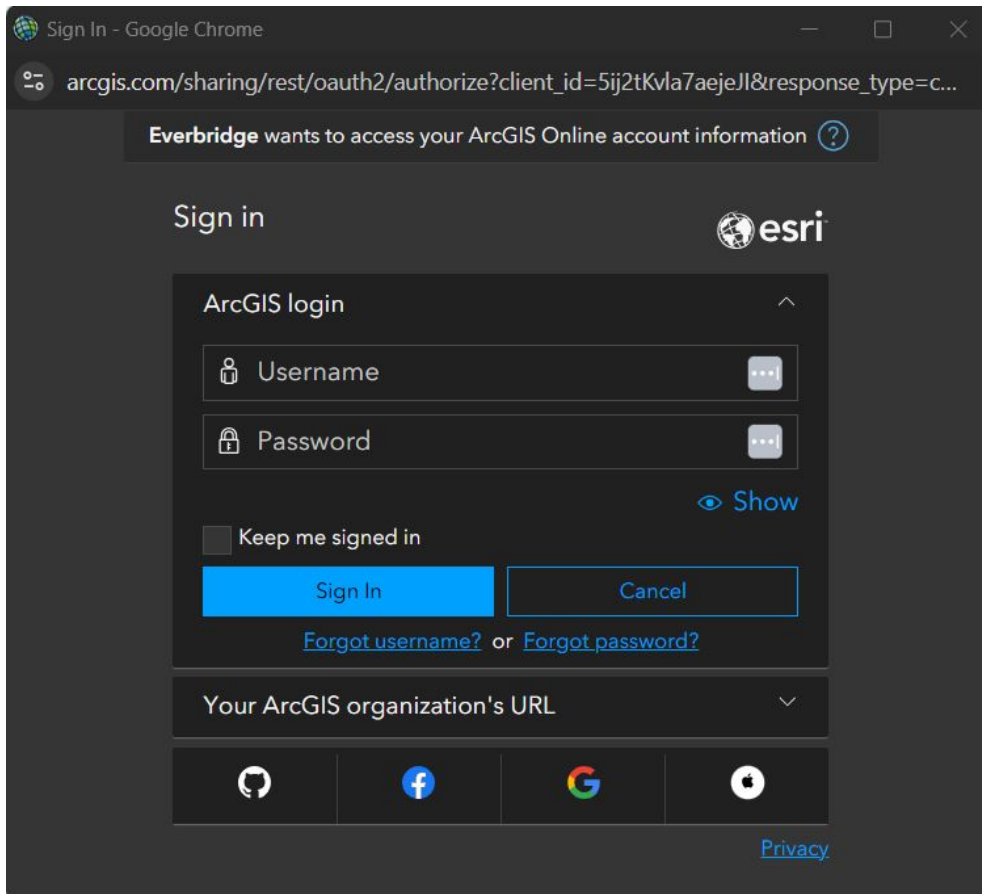 Sign In - Google Chrome
arcgis.com/sharing/rest/oauth2/authorize?client_id=5ij2tKvla7aejeJI&response_type=c...
Everbridge wants to access your ArcGIS Online account information ?
Sign in
esri
ArcGIS login
Username
Password
Show
Keep me signed in
Sign In Cancel
Forgot username? or Forgot password?
Your ArcGIS organization's URL
Privacy